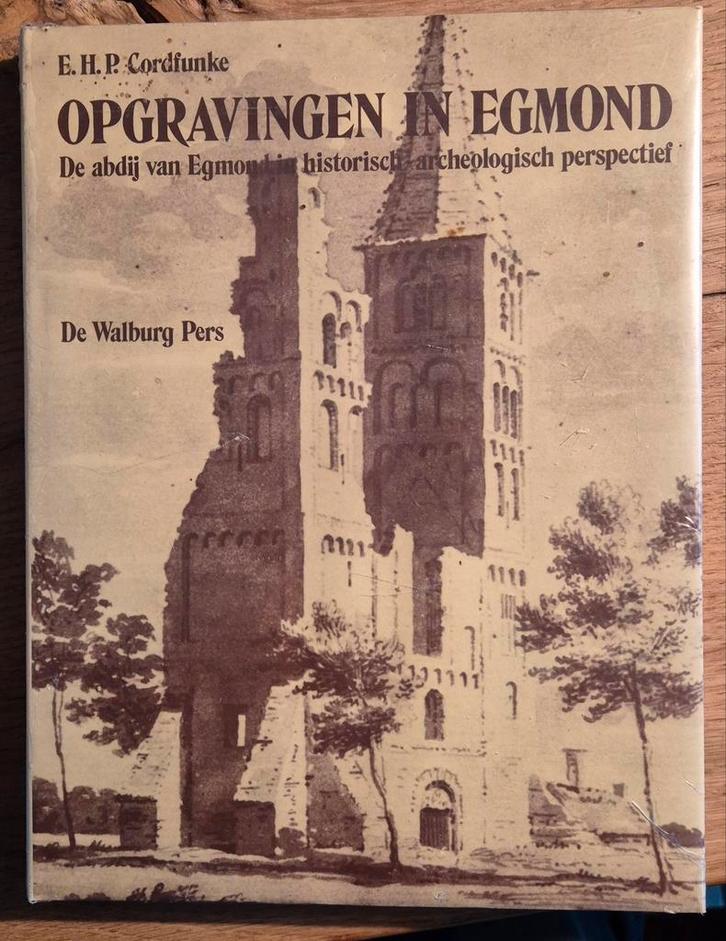 E. H. P. Cordfunke
OPGRAVINGEN IN EGMOND
De abdij van Egmond in historisch-archeologisch perspectief
De Walburg Pers